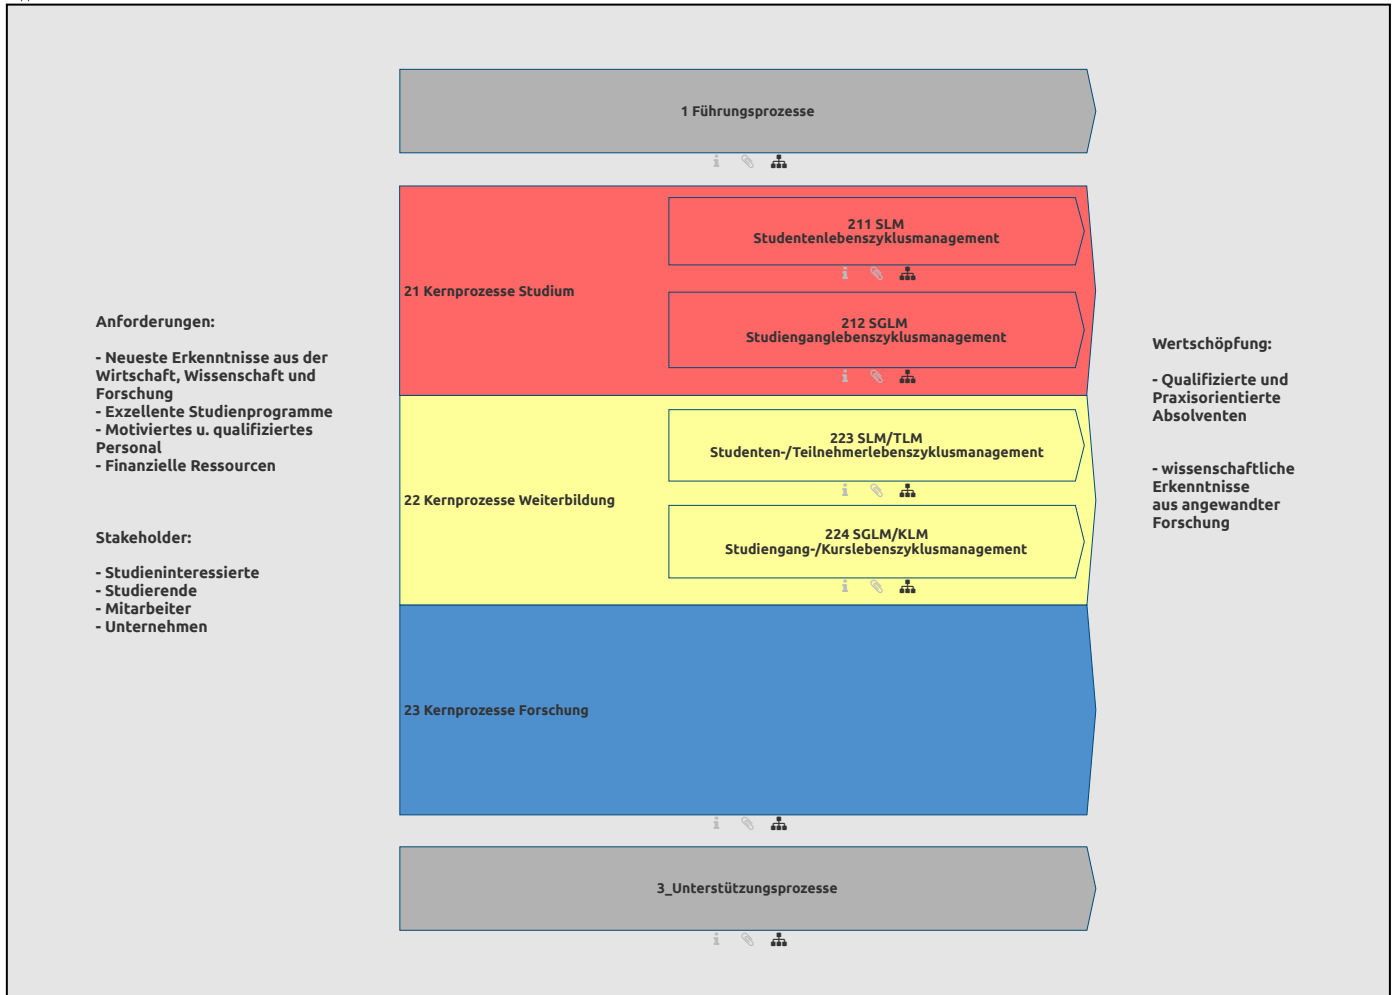 1 Führungsprozesse
211 SLM
Studentenlebenszyklusmanagement
21 Kernprozesse Studium
212 SGLM
Studienganglebenszyklusmanagement
Anforderungen:
- Neueste Erkenntnisse aus der
Wirtschaft, Wissenschaft und
Forschung
- Exzellente Studienprogramme
- Motiviertes u. qualifiziertes
Personal
- Finanzielle Ressourcen
Stakeholder:
- Studieninteressierte
- Studierende
- Mitarbeiter
- Unternehmen
223 SLM/TLM
Studenten-/Teilnehmerlebenszyklusmanagement
22 Kernprozesse Weiterbildung
224 SGLM/KLM
Studiengang-/Kurslebenszyklusmanagement
23 Kernprozesse Forschung
3_Unterstützungsprozesse
Wertschöpfung:
- Qualifizierte und
Praxisorientierte
Absolventen
- wissenschaftliche
Erkenntnisse
aus angewandter
Forschung